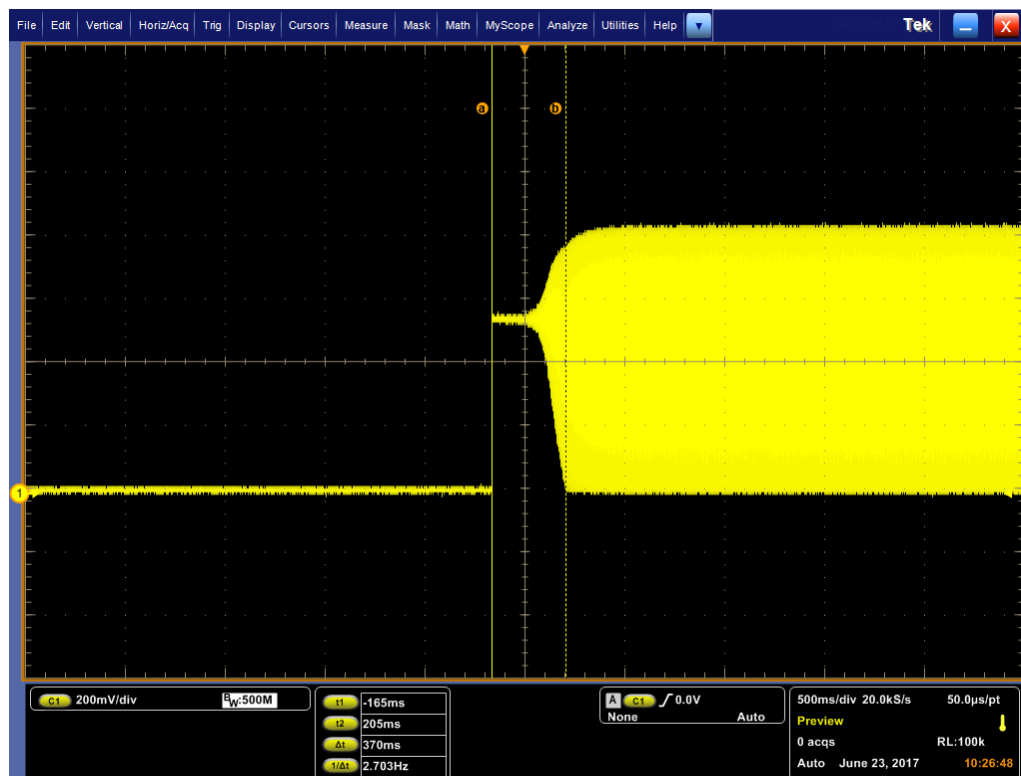 File Edit Vertical Horiz/Acq Trig Display Cursors Measure Mask Math MyScope Analyze Utilities Help Tek X
a b
1
C1 200mV/div BW:500M
t1 -165ms
t2 205ms
Δt 370ms
1/Δt 2.703Hz
A C1 0.0V
None Auto
500ms/div 20.0kS/s 50.0µs/pt
Preview
0 acqs RL:100k
Auto June 23, 2017 10:26:48